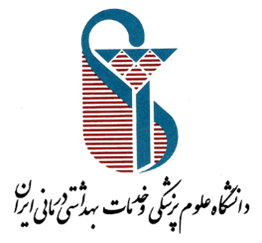 دانشگاه علوم پزشکی و خدمات بهداشتی درمانی ایران